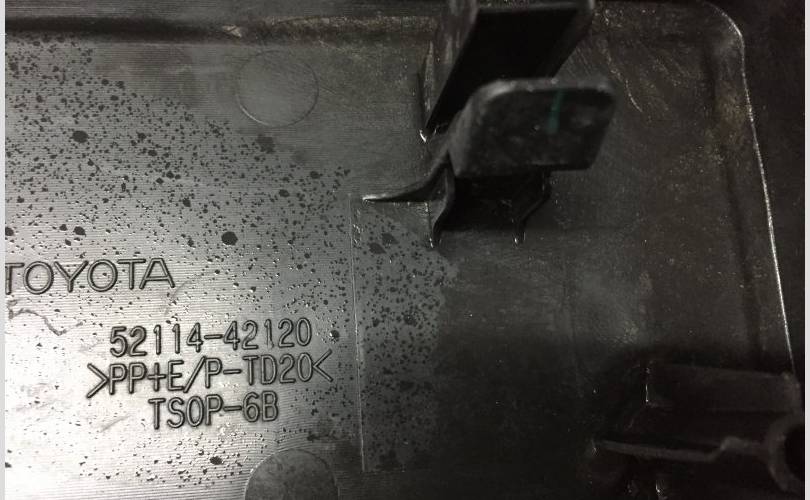 TOYOTA
52114-42120
>PP+E/P-TD20<
TSOP-6B